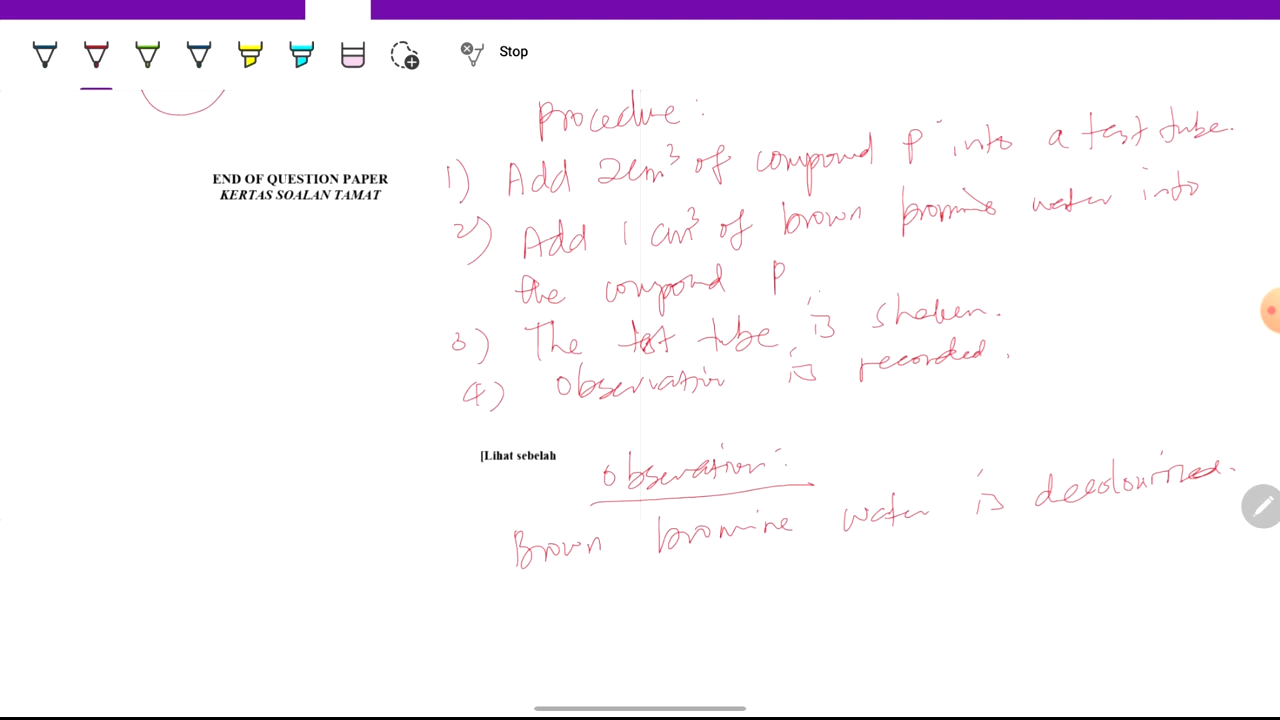 Stop
Procedure:
1) Add 2cm³ of compound P into a test tube.
END OF QUESTION PAPER
KERTAS SOALAN TAMAT
2) Add 1 cm³ of brown bromine water into
the compound P
3) The test tube is shaken.
4) Observation is recorded.
[Lihat sebelah
Observation:
Brown bromine water is decolourized.